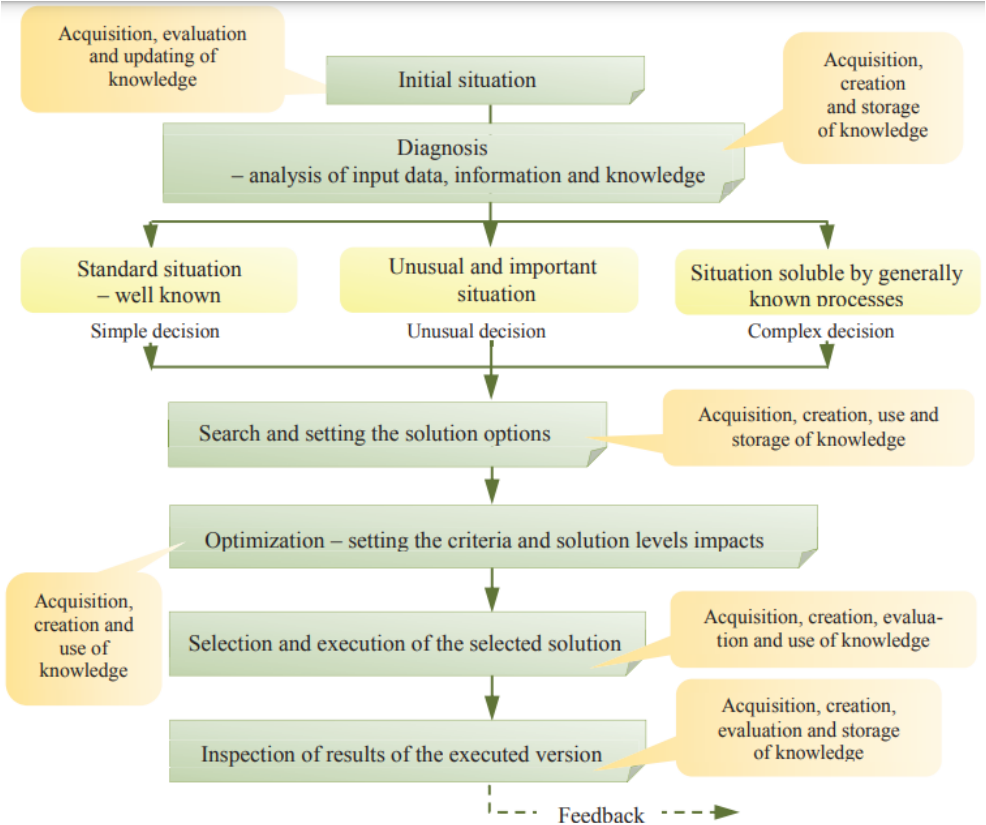 Acquisition, evaluation
and updating of
knowledge
Initial situation
Acquisition,
creation
and storage
of knowledge
Diagnosis
– analysis of input data, information and knowledge
Standard situation
– well known
Unusual and important
situation
Situation soluble by generally
known processes
Simple decision
Unusual decision
Complex decision
Search and setting the solution options
Acquisition, creation, use and
storage of knowledge
Optimization – setting the criteria and solution levels impacts
Acquisition,
creation and
use of
knowledge
Selection and execution of the selected solution
Acquisition, creation, evalua-
tion and use of knowledge
Inspection of results of the executed version
Acquisition, creation,
evaluation and storage
of knowledge
Feedback